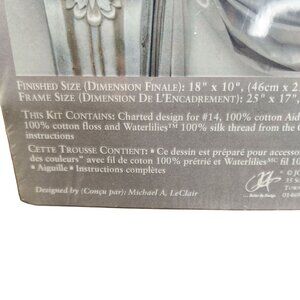 FINISHED SIZE (DIMENSION FINALE): 18" x 10", (46cm x 2
FRAME SIZE (DIMENSION DE L'ENCADREMENT): 25" x 17",
THIS KIT CONTAINS: Charted design for #14, 100% cotton Aid
100% cotton floss and Waterlilies™ 100% silk thread from the
instructions
CETTE TROUSSE CONTIENT: • Ce dessin est préparé pour accesso
des couleurs" avec fil de coton 100% prétrié et Waterlilies MC fil 10
• Aiguille • Instructions complètes
Designed by (Conçu par): Michael A. LeClair
© JC